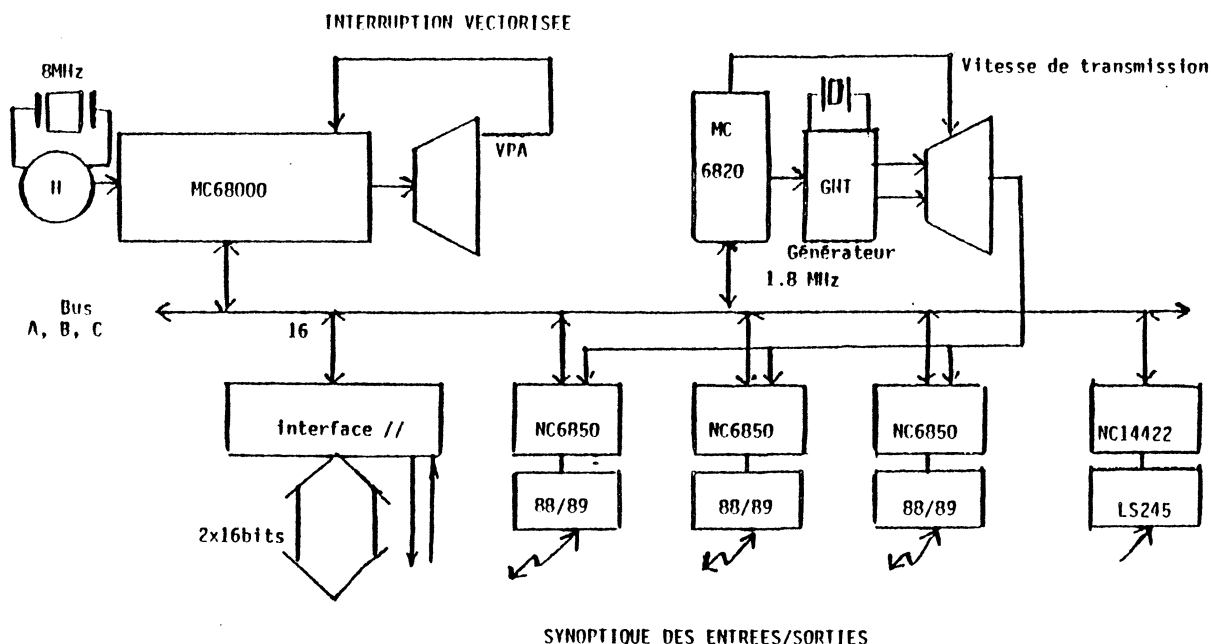 INTERRUPTION VECTORISEE
8MHz
H
MC68000
VPA
MC
6820
GNT
Vitesse de transmission
Générateur
1.8 MHz
Bus
A, B, C
16
interface //
NC6850
NC6850
NC6850
NC14422
88/89
88/89
88/89
LS245
2x16bits
SYNOPTIQUE DES ENTREES/SORTIES